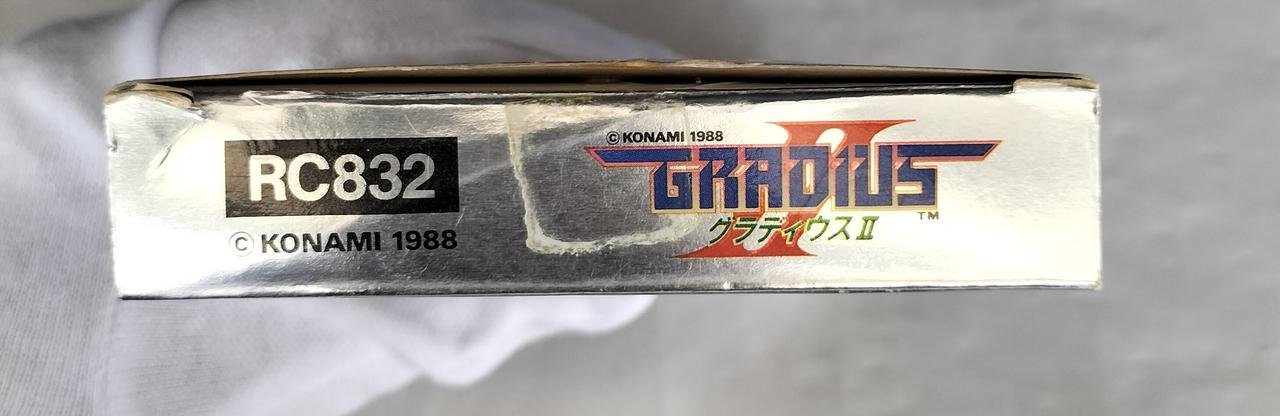 RC832
©KONAMI 1988
©KONAMI 1988
GRADIUS II
グラディウスⅡ
TM